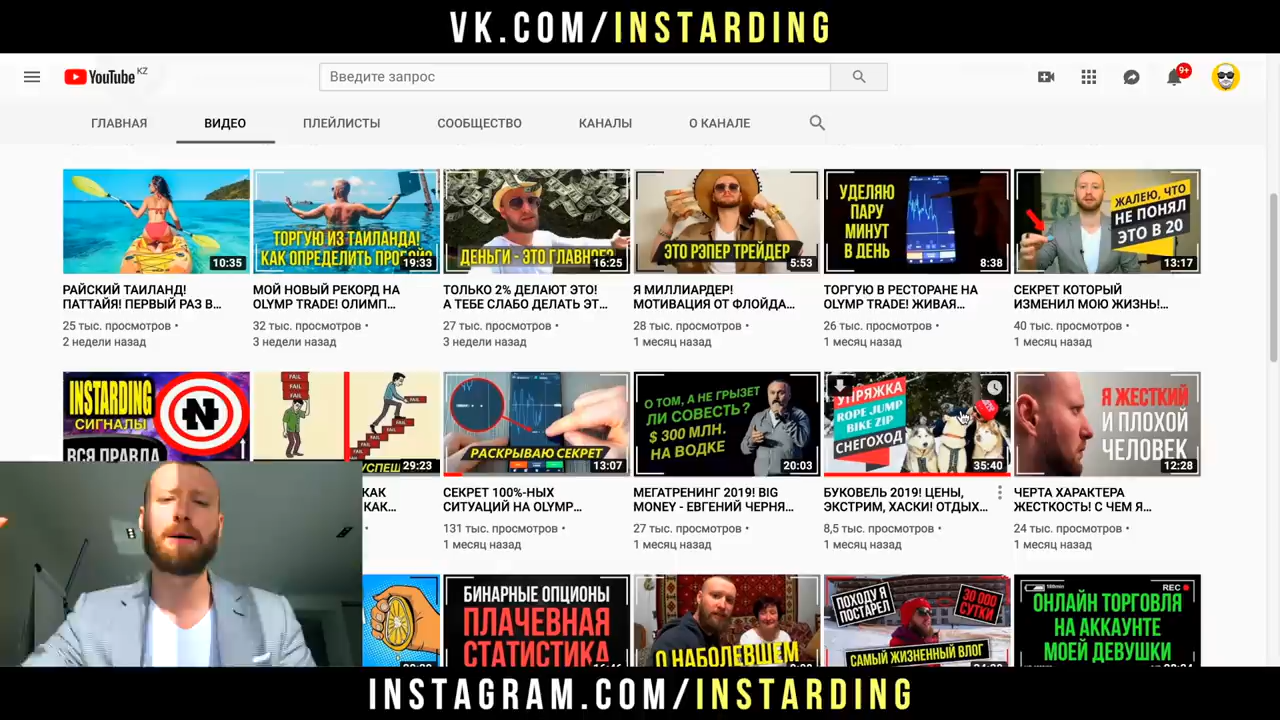 VK.COM/INSTARDING
YouTube KZ
Введите запрос
9+
ГЛАВНАЯ
ВИДЕО
ПЛЕЙЛИСТЫ
СООБЩЕСТВО
КАНАЛЫ
О КАНАЛЕ
10:35
РАЙСКИЙ ТАИЛАНД!
ПАТТАЙЯ! ПЕРВЫЙ РАЗ В...
25 тыс. просмотров •
2 недели назад
ТОРГУЮ ИЗ ТАИЛАНДА!
КАК ОПРЕДЕЛИТЬ
19:33
МОЙ НОВЫЙ РЕКОРД НА
OLYMP TRADE! ОЛИМП...
32 тыс. просмотров •
3 недели назад
ДЕНЬГИ - ЭТО ГЛАВНОЕ?
16:25
ТОЛЬКО 2% ДЕЛАЮТ ЭТО!
А ТЕБЕ СЛАБО ДЕЛАТЬ ЭТ...
27 тыс. просмотров •
3 недели назад
ЭТО РЭПЕР ТРЕЙДЕР
5:53
Я МИЛЛИАРДЕР!
МОТИВАЦИЯ ОТ ФЛОЙДА...
28 тыс. просмотров •
1 месяц назад
УДЕЛЯЮ
ПАРУ
МИНУТ
В ДЕНЬ
8:38
ТОРГУЮ В РЕСТОРАНЕ НА
OLYMP TRADE! ЖИВАЯ...
26 тыс. просмотров •
1 месяц назад
ЖАЛЕЮ, ЧТО
НЕ ПОНЯЛ
ЭТО В 20
13:17
СЕКРЕТ КОТОРЫЙ
ИЗМЕНИЛ МОЮ ЖИЗНЬ!...
40 тыс. просмотров •
1 месяц назад
INSTARDING
СИГНАЛЫ
ВСЯ ПРАВДА
N
FAIL
FAIL
FAIL
FAIL
FAIL
FAIL
FAIL
УСПЕШ
29:23
КАК
КАК...
•
РАСКРЫВАЮ СЕКРЕТ
13:07
СЕКРЕТ 100%-НЫХ
СИТУАЦИЙ НА OLYMP...
131 тыс. просмотров •
1 месяц назад
О ТОМ, А НЕ ГРЫЗЕТ
ЛИ СОВЕСТЬ?
$ 300 МЛН.
НА ВОДКЕ
20:03
МЕГАТРЕНИНГ 2019! BIG
MONEY - ЕВГЕНИЙ ЧЕРНЯ...
27 тыс. просмотров •
1 месяц назад
УПРЯЖКА
ROPE JUMP
BIKE ZIP
СНЕГОХОД
35:40
БУКОВЕЛЬ 2019! ЦЕНЫ,
ЭКСТРИМ, ХАСКИ! ОТДЫХ...
8,5 тыс. просмотров •
1 месяц назад
Я ЖЕСТКИЙ
И ПЛОХОЙ
ЧЕЛОВЕК
12:28
ЧЕРТА ХАРАКТЕРА
ЖЕСТКОСТЬ! С ЧЕМ Я...
24 тыс. просмотров •
1 месяц назад
БИНАРНЫЕ ОПЦИОНЫ
ПЛАЧЕВНАЯ
СТАТИСТИКА
О НАБОЛЕВШЕМ
ПОХОДУ Я
ПОСТАРЕЛ
30 000
СУТКИ
САМЫЙ ЖИЗНЕННЫЙ ВЛОГ
REC
ОНЛАЙН ТОРГОВЛЯ
НА АККАУНТЕ
МОЕЙ ДЕВУШКИ
INSTAGRAM.COM/INSTARDING